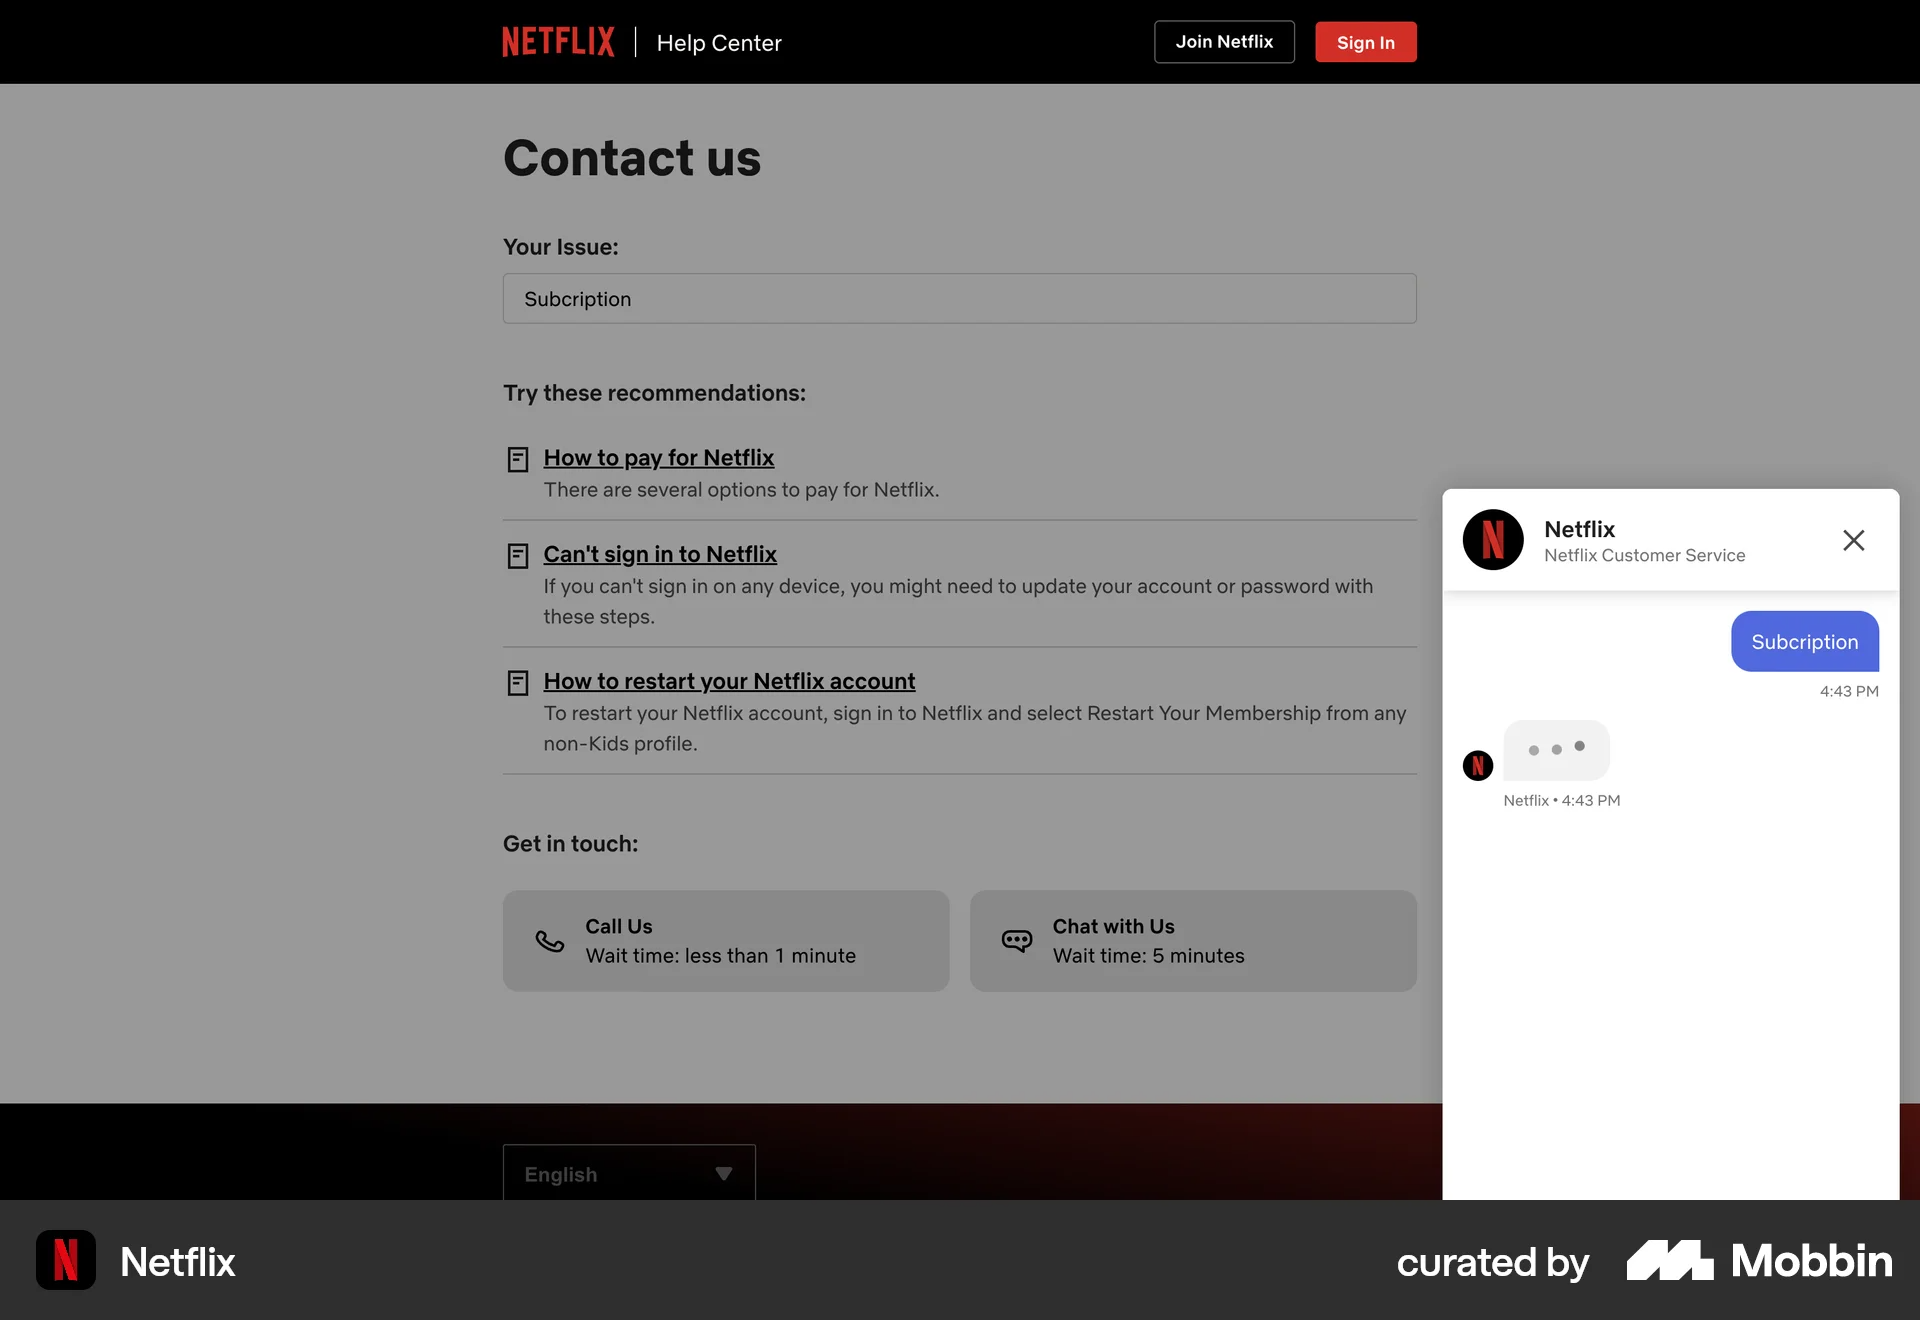 NETFLIX | Help Center
Join Netflix
Sign In
Contact us
Your Issue:
Subcription
Try these recommendations:
How to pay for Netflix
There are several options to pay for Netflix.
Can't sign in to Netflix
If you can't sign in on any device, you might need to update your account or password with
these steps.
How to restart your Netflix account
To restart your Netflix account, sign in to Netflix and select Restart Your Membership from any
non-Kids profile.
Get in touch:
Call Us
Wait time: less than 1 minute
Chat with Us
Wait time: 5 minutes
English
N
Netflix
Netflix Customer Service
Subcription
4:43 PM
N
Netflix • 4:43 PM
N
Netflix
curated by
Mobbin